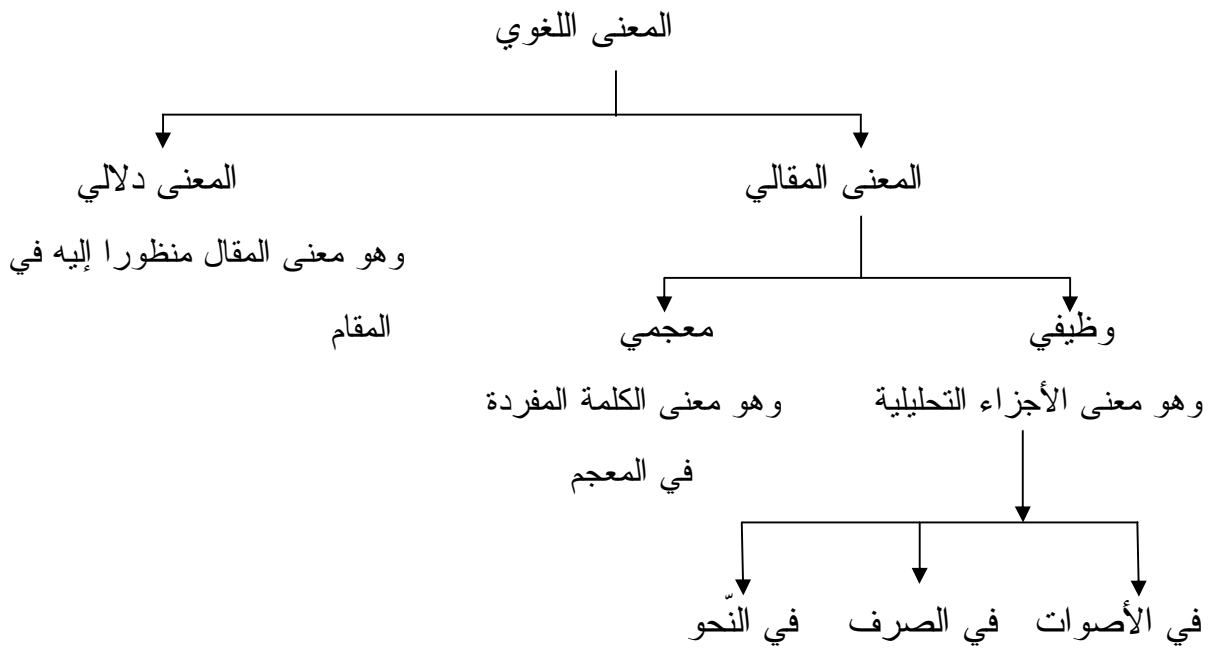 المعنى اللغوي
المعنى المقالي
المعنى دلالي
وهو معنى المقال منظورا إليه في
المقام
وظيفي
معجمي
وهو معنى الأجزاء التحليلية
وهو معنى الكلمة المفردة
في المعجم
في الأصوات
في الصرف
في النّحو